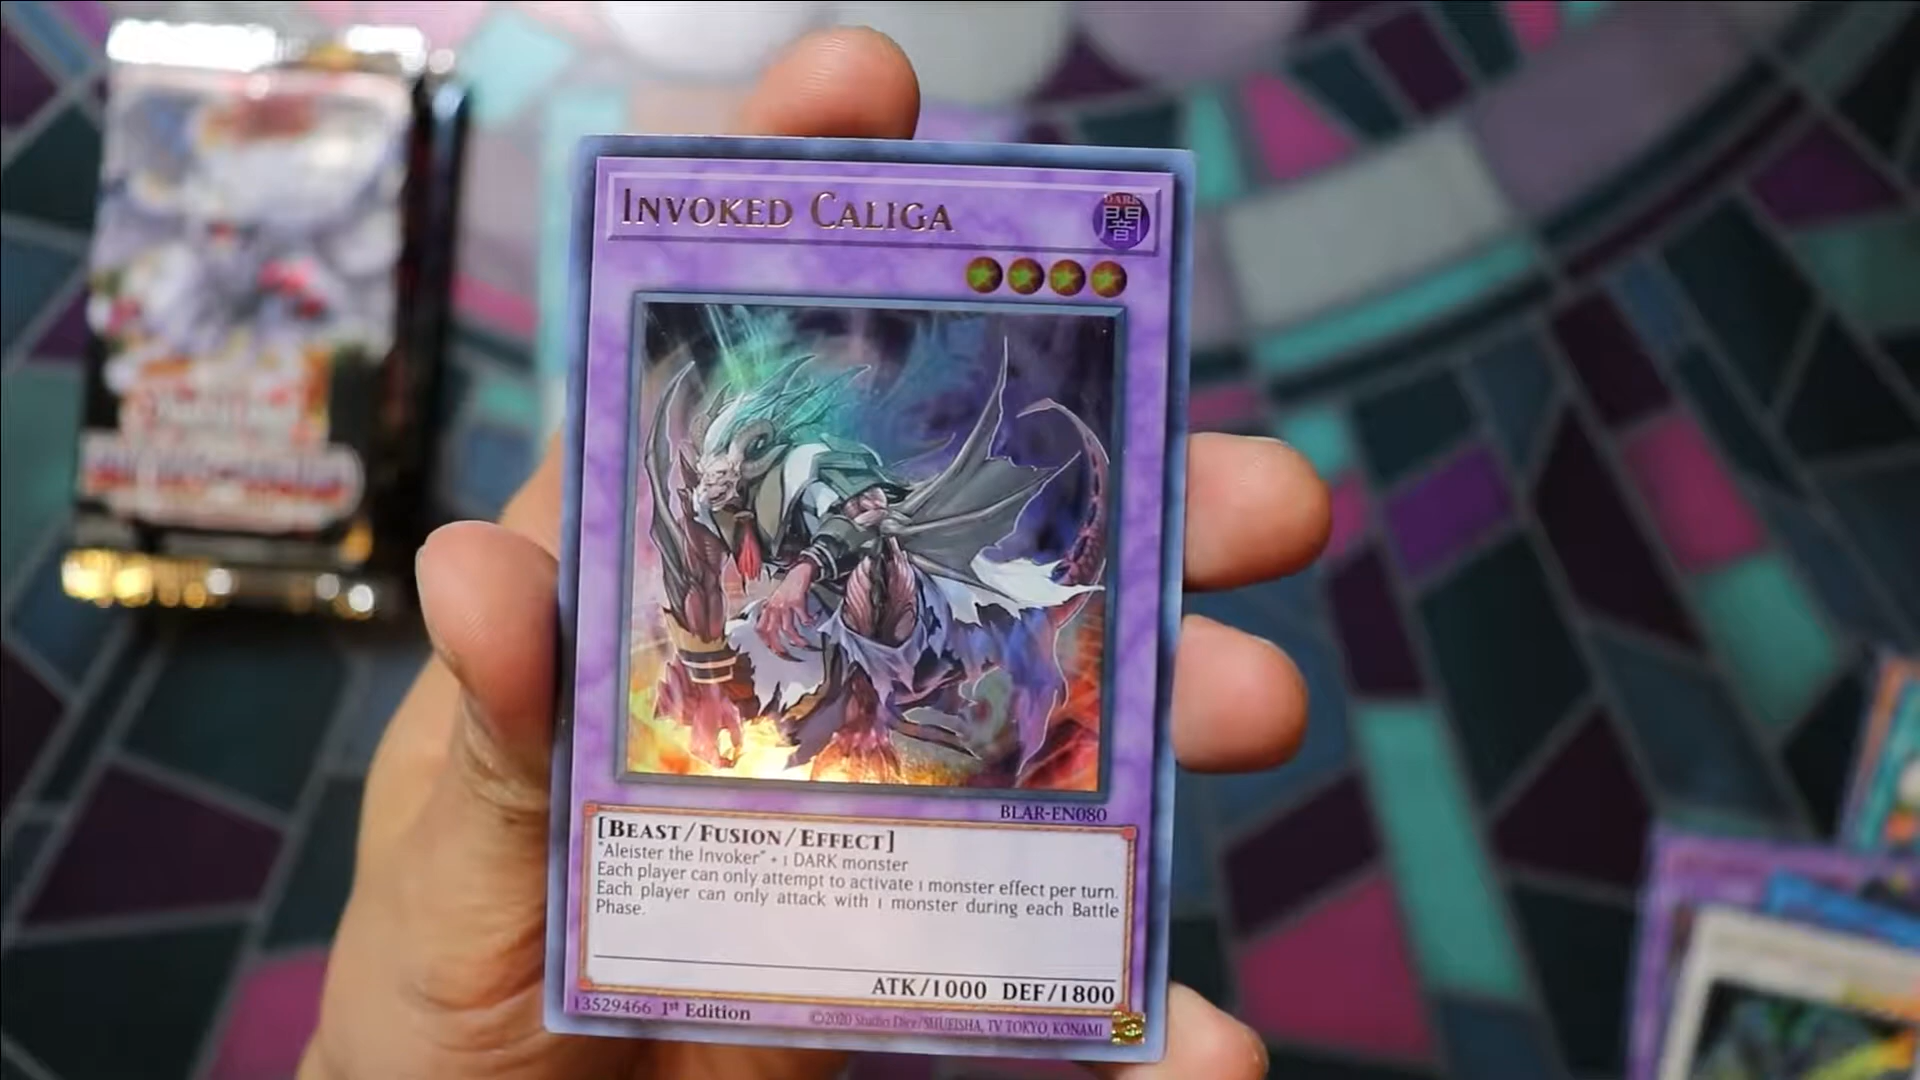 INVOKED CALIGA
DARK
闇
BLAR-EN080
[BEAST/FUSION/EFFECT]
"Aleister the Invoker" + 1 DARK monster
Each player can only attempt to activate 1 monster effect per turn.
Each player can only attack with 1 monster during each Battle
Phase.
ATK/1000 DEF/1800
13529466 1st Edition
©2020 Studio Dice/SHUEISHA, TV TOKYO, KONAMI